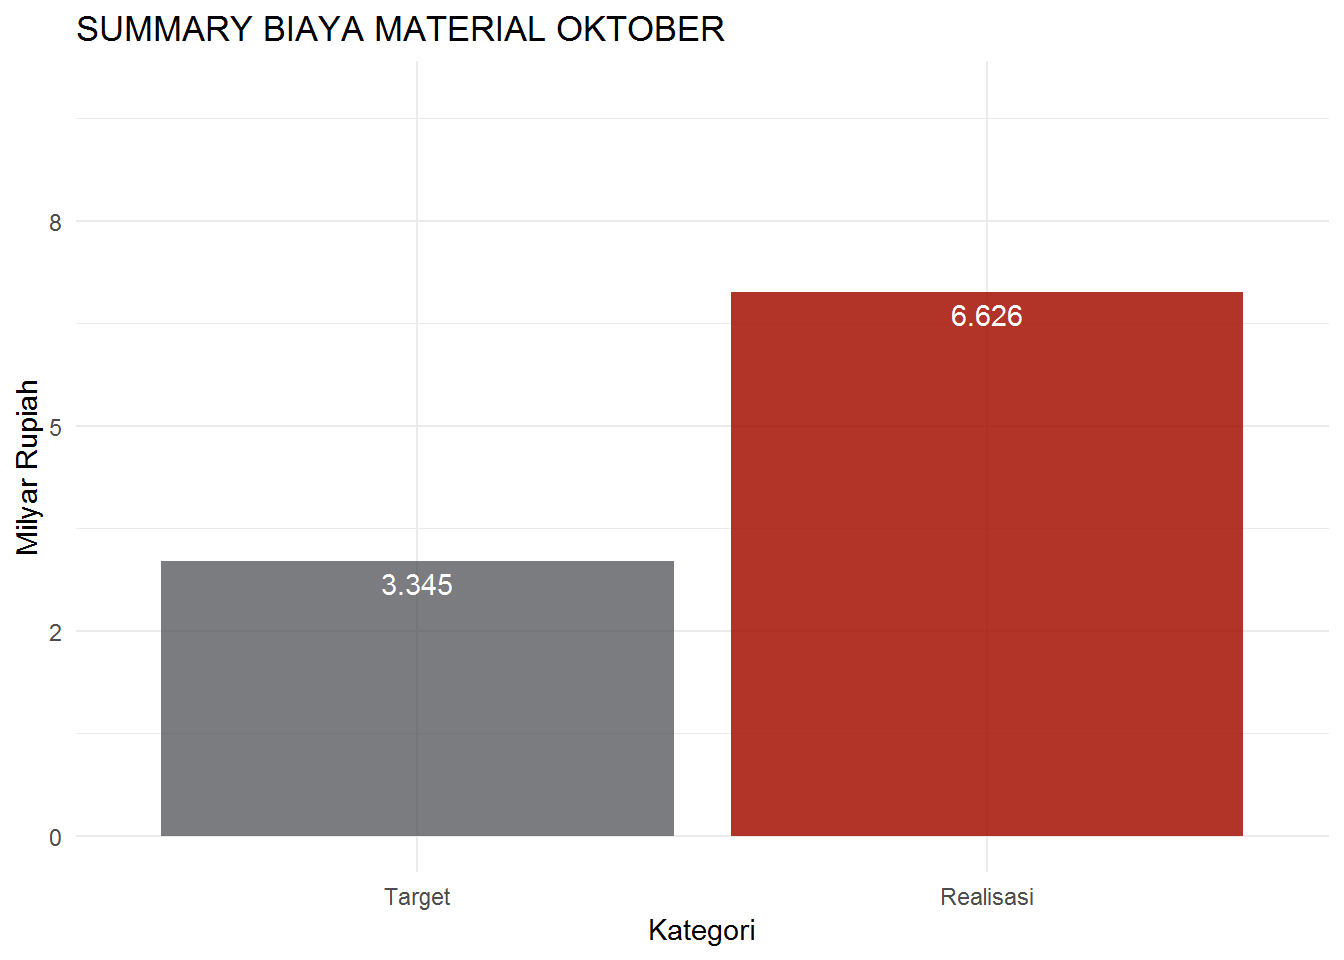 SUMMARY BIAYA MATERIAL OKTOBER
Milyar Rupiah
8
5
2
0
3.345
6.626
Target
Realisasi
Kategori